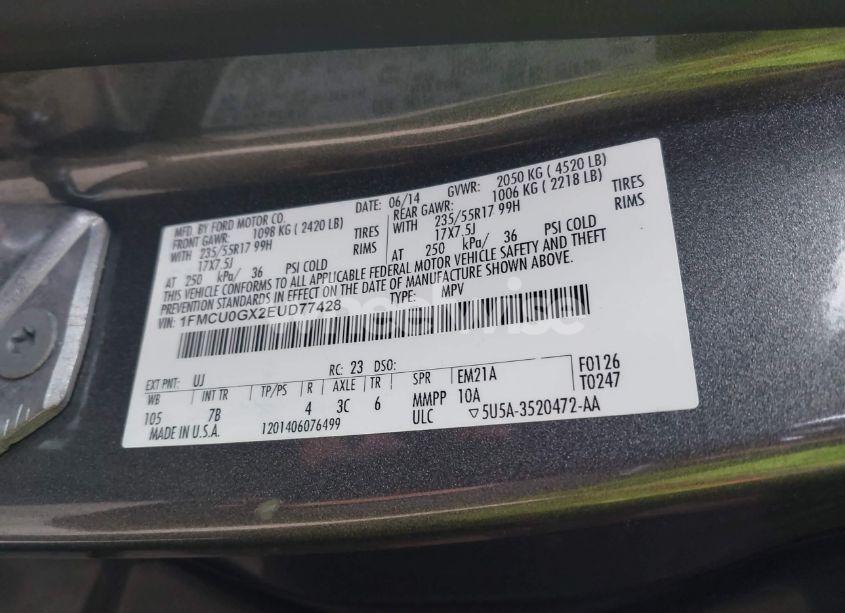 MFD. BY FORD MOTOR CO.
DATE: 06/14
GVWR: 2050 KG ( 4520 LB)
FRONT GAWR: 1098 KG ( 2420 LB)
REAR GAWR: 1006 KG ( 2218 LB)
WITH 235/55R17 99H TIRES
WITH 235/55R17 99H TIRES
17X7.5J RIMS
17X7.5J RIMS
AT 250 kPa/ 36 PSI COLD
AT 250 kPa/ 36 PSI COLD
THIS VEHICLE CONFORMS TO ALL APPLICABLE FEDERAL MOTOR VEHICLE SAFETY AND THEFT
PREVENTION STANDARDS IN EFFECT ON THE DATE OF MANUFACTURE SHOWN ABOVE.
VIN: 1FMCU0GX2EUD77428
TYPE: MPV
EXT PNT: UJ RC: 23 DSO:
WB INT TR TP/PS R AXLE TR SPR EM21A F0126
105 7B 4 3C 6 MMPP 10A T0247
ULC ▽5U5A-3520472-AA
MADE IN U.S.A. 1201406076499